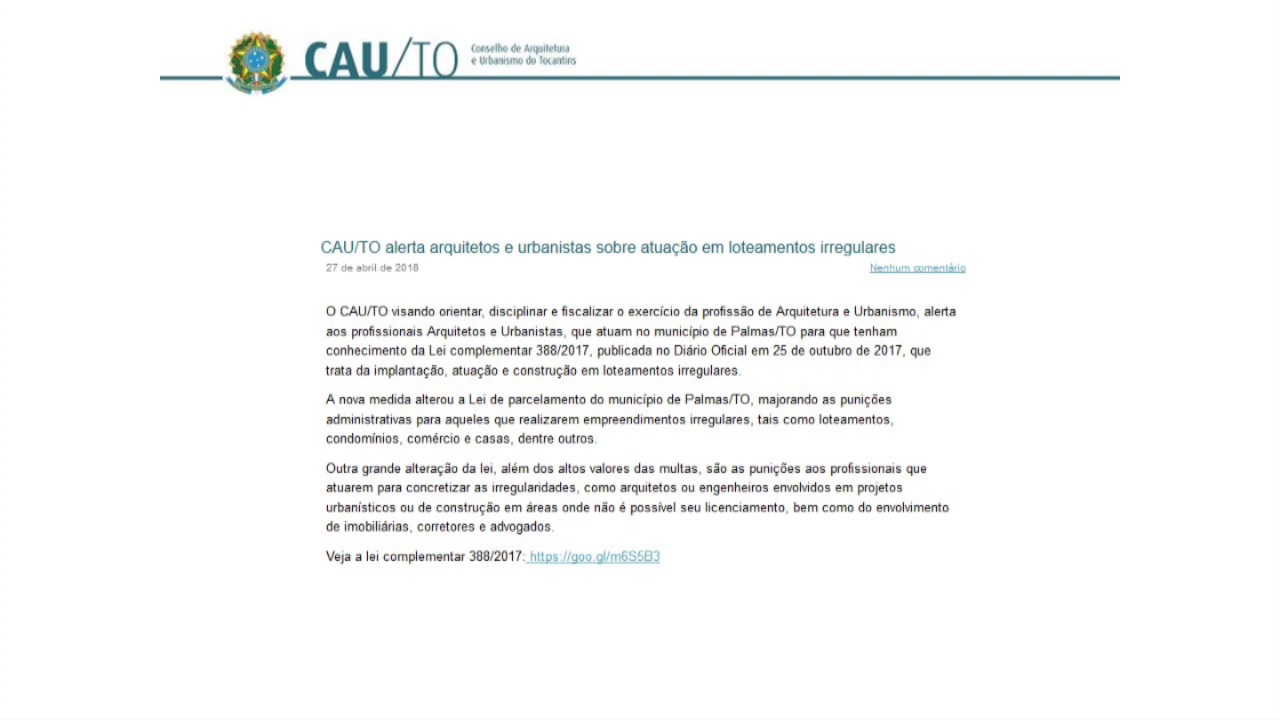 CAU/TO
Conselho de Arquitetura
e Urbanismo do Tocantins
CAU/TO alerta arquitetos e urbanistas sobre atuação em loteamentos irregulares
27 de abril de 2018
Nenhum comentário
O CAU/TO visando orientar, disciplinar e fiscalizar o exercício da profissão de Arquitetura e Urbanismo, alerta
aos profissionais Arquitetos e Urbanistas, que atuam no município de Palmas/TO para que tenham
conhecimento da Lei complementar 388/2017, publicada no Diário Oficial em 25 de outubro de 2017, que
trata da implantação, atuação e construção em loteamentos irregulares.
A nova medida alterou a Lei de parcelamento do município de Palmas/TO, majorando as punições
administrativas para aqueles que realizarem empreendimentos irregulares, tais como loteamentos,
condomínios, comércio e casas, dentre outros.
Outra grande alteração da lei, além dos altos valores das multas, são as punições aos profissionais que
atuarem para concretizar as irregularidades, como arquitetos ou engenheiros envolvidos em projetos
urbanísticos ou de construção em áreas onde não é possível seu licenciamento, bem como do envolvimento
de imobiliárias, corretores e advogados.
Veja a lei complementar 388/2017: https://goo.gl/m6S5B3